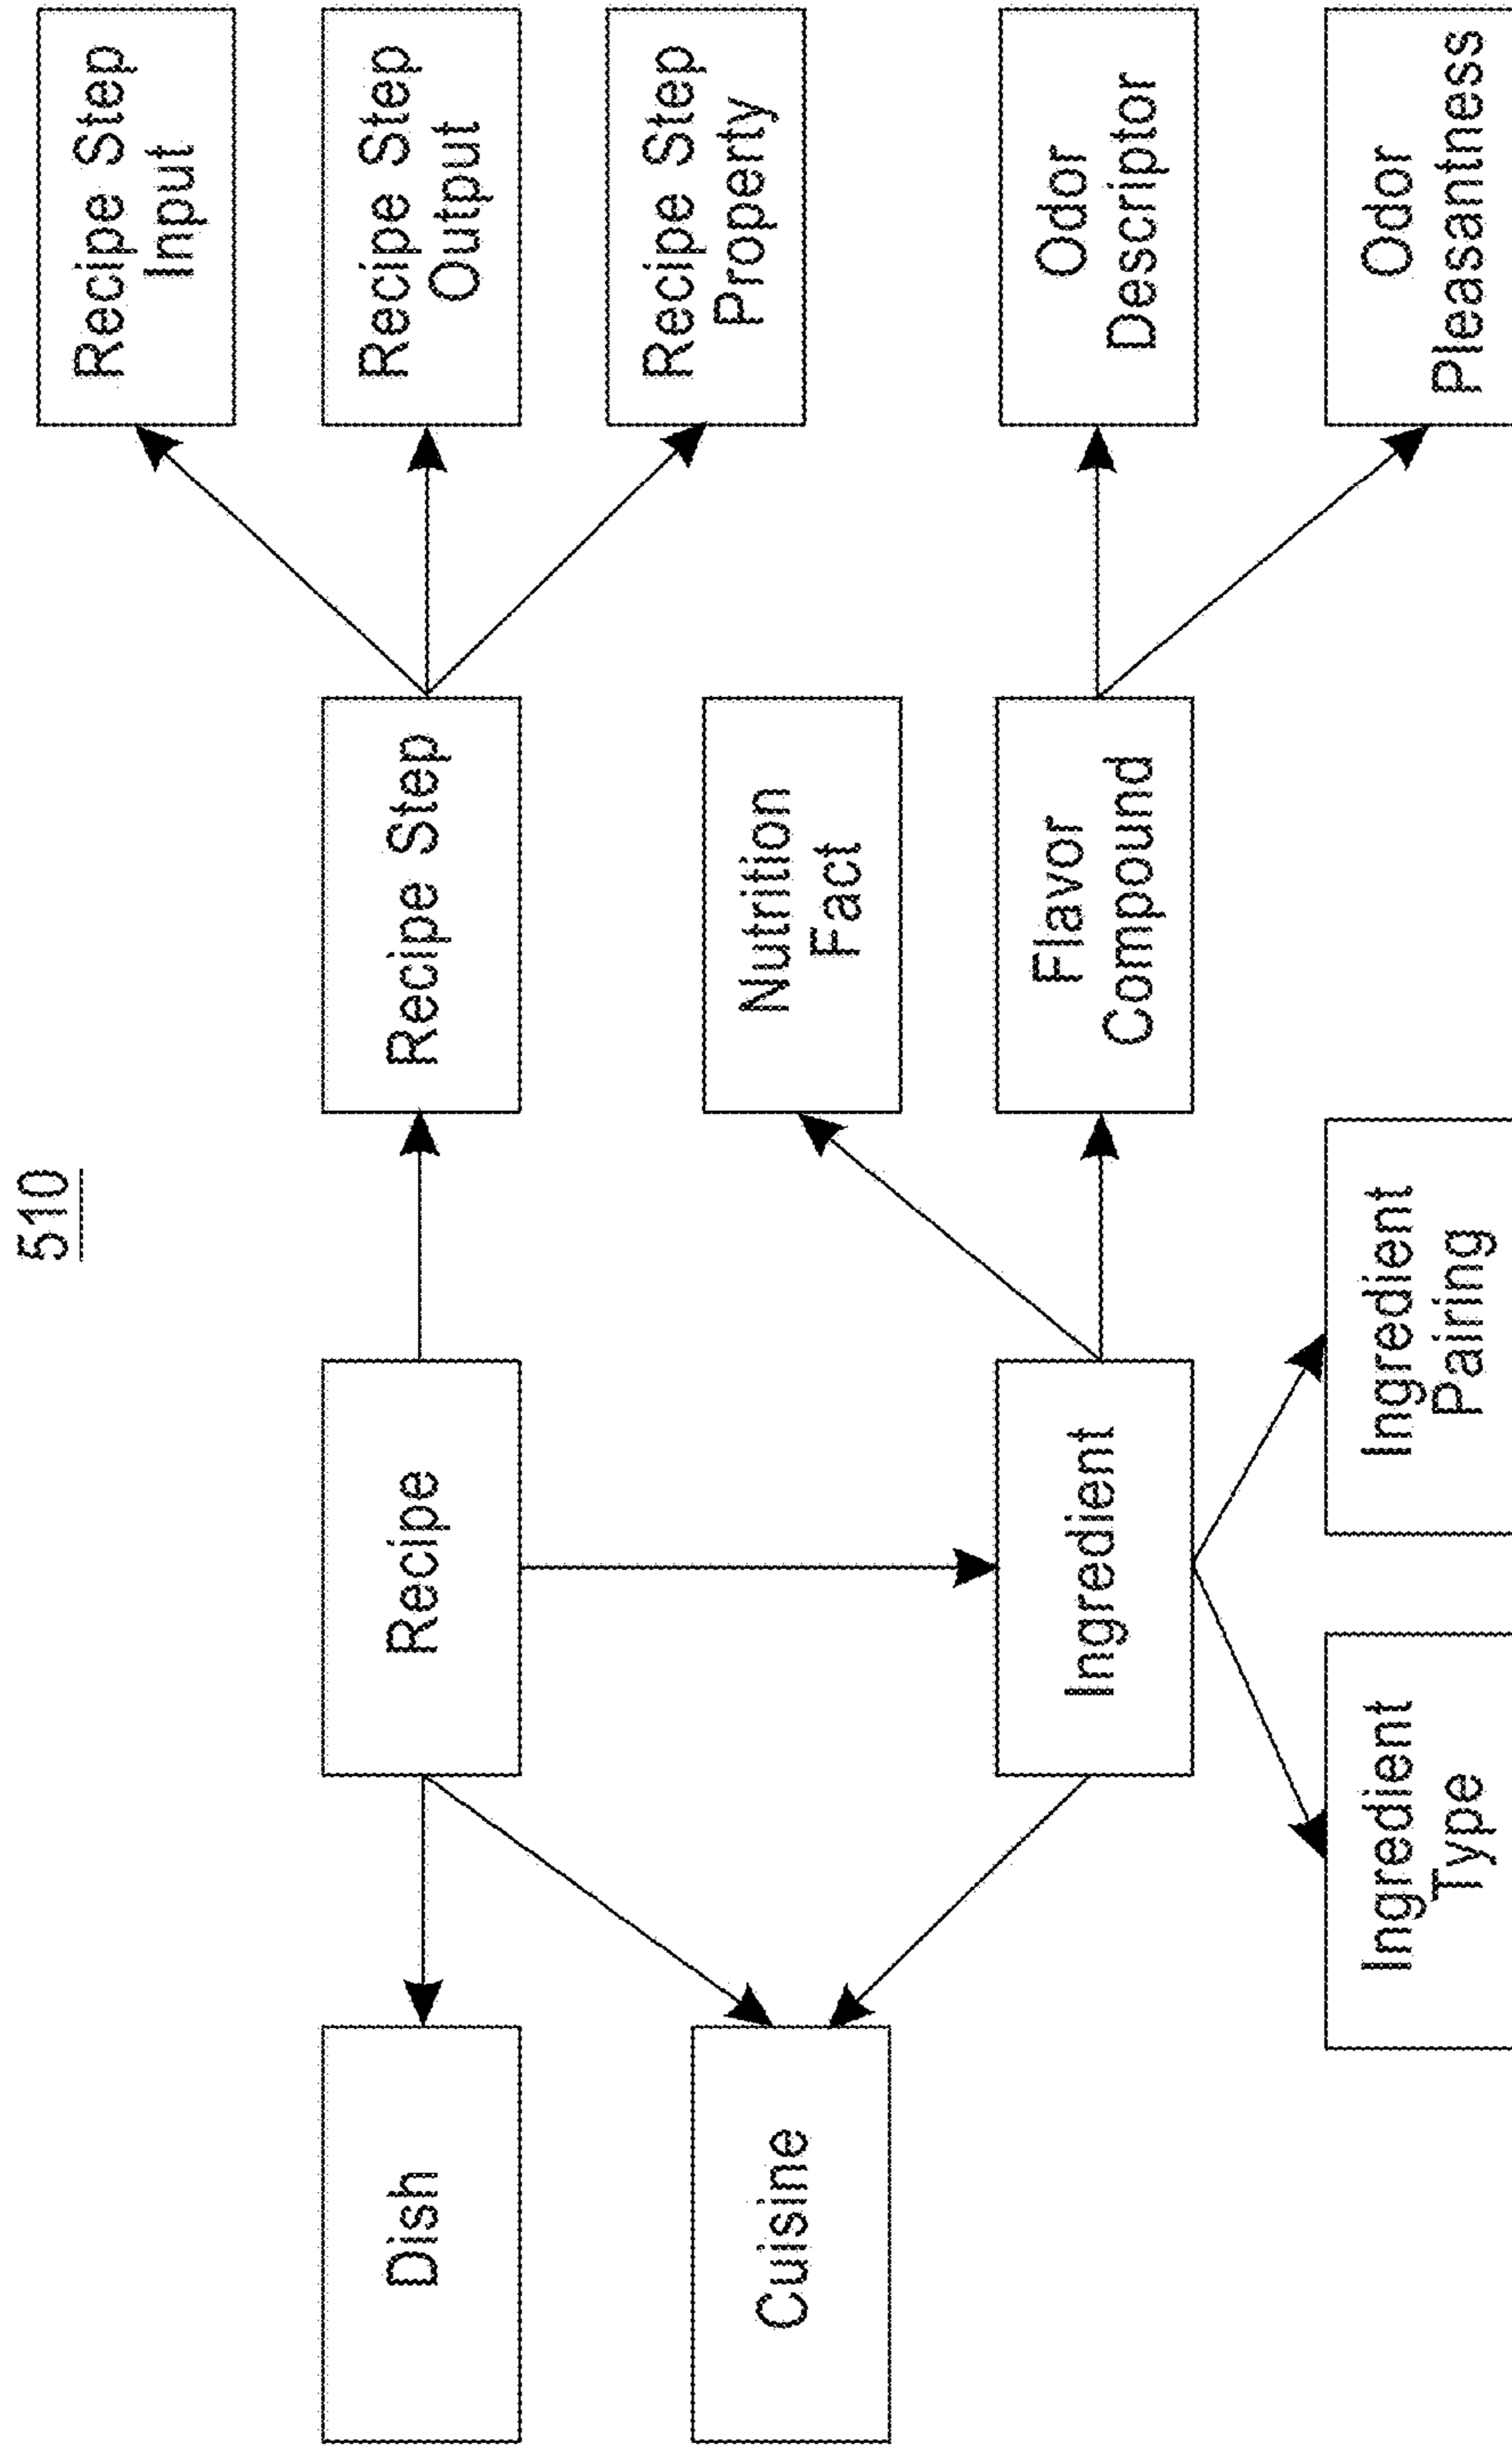 510
Recipe Step
Input
Dish
Recipe
Recipe Step
Recipe Step
Output
Recipe Step
Property
Cuisine
Nutrition
Fact
Ingredient
Flavor
Compound
Odor
Descriptor
Ingredient
Type
Ingredient
Pairing
Odor
Pleasantness